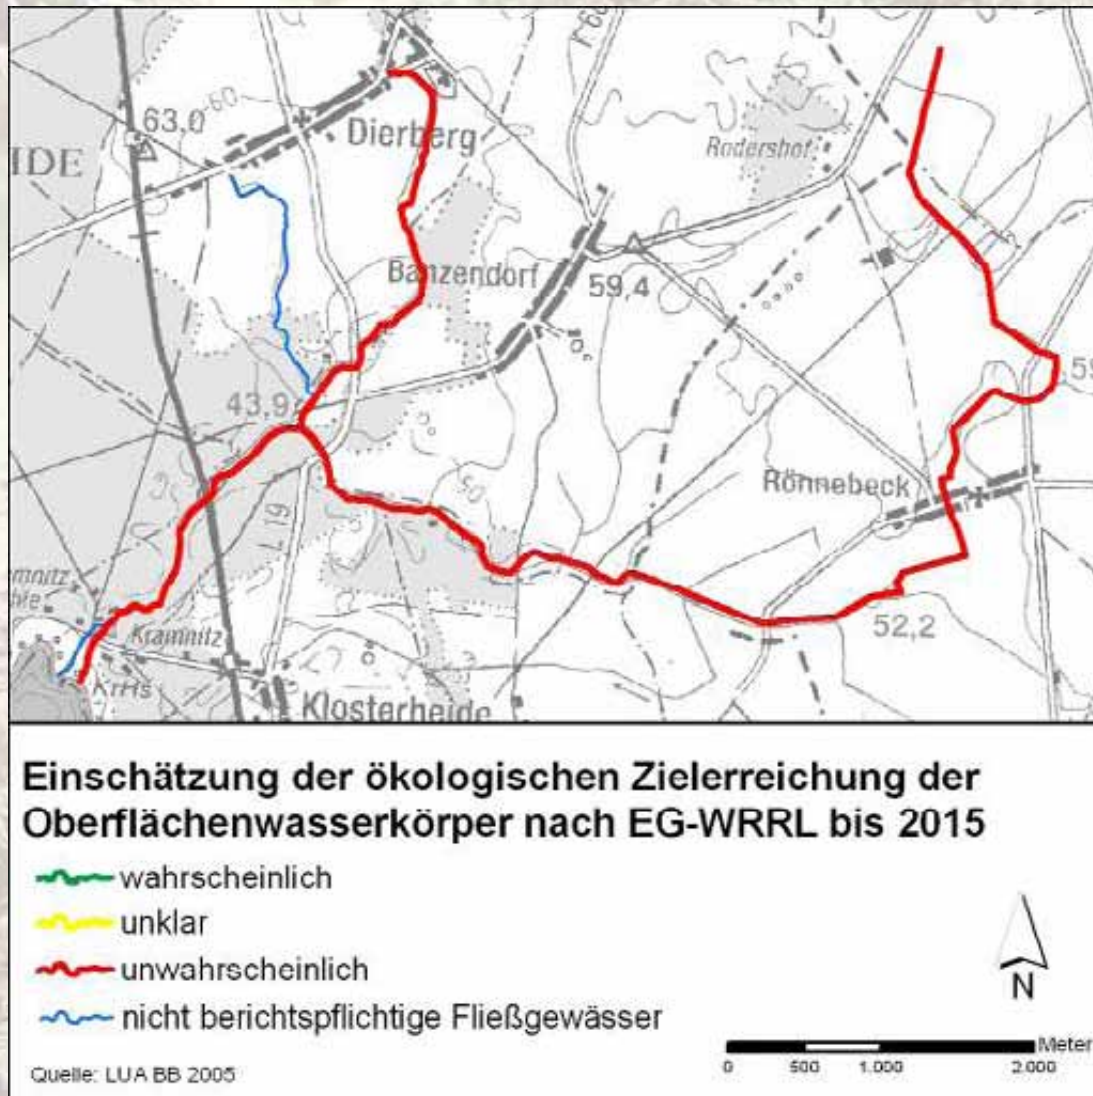 63,0
60
Dierberg
IDE
Rodershof
Banzendorf
59,4
43,9
50
Rönnebeck
L 19
Kramnitz
52,2
KrHs
Klosterheide
Einschätzung der ökologischen Zielerreichung der
Oberflächenwasserkörper nach EG-WRRL bis 2015
wahrscheinlich
unklar
unwahrscheinlich
nicht berichtspflichtige Fließgewässer
N
Meter
0 500 1.000 2.000
Quelle: LUA BB 2005